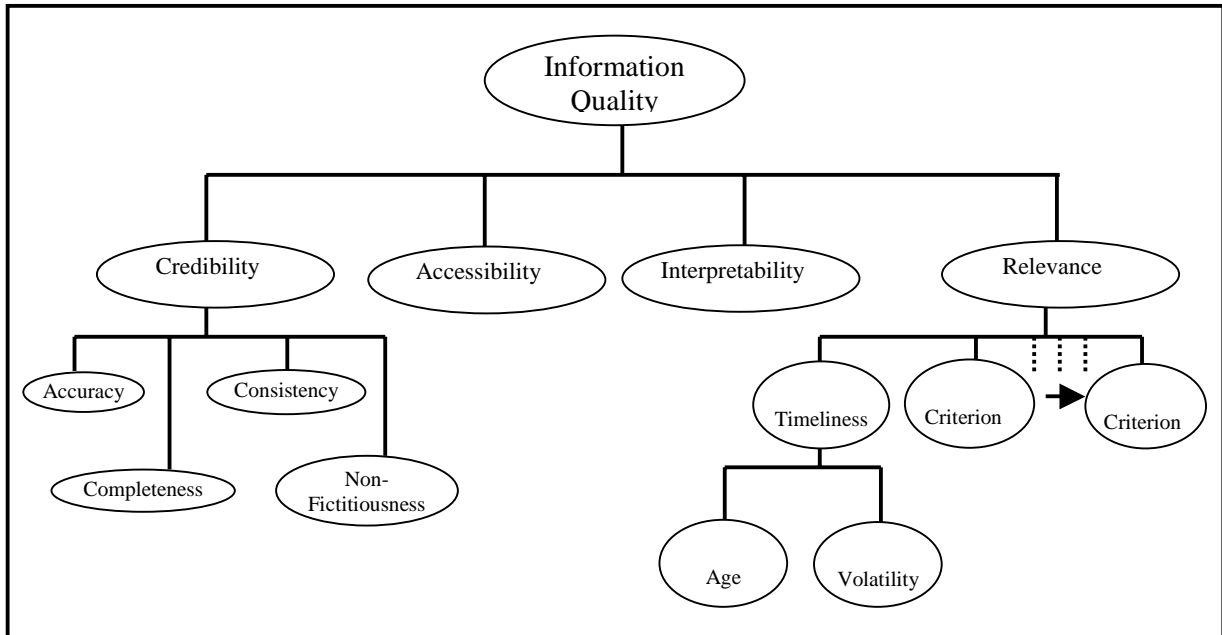 Information
Quality
Credibility
Accessibility
Interpretability
Relevance
Accuracy
Consistency
Timeliness
Criterion
Criterion
Completeness
Non-
Fictitiousness
Age
Volatility